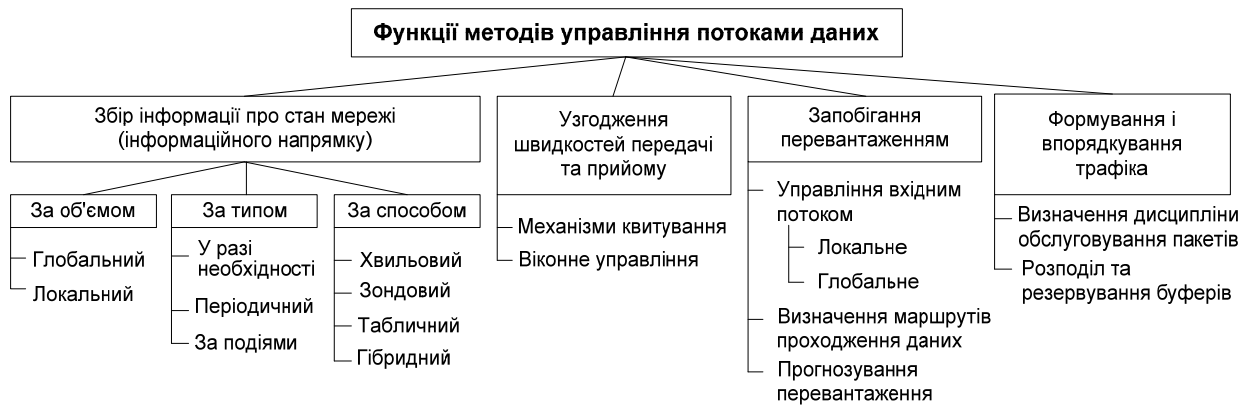 Функції методів управління потоками даних
Збір інформації про стан мережі
(інформаційного напрямку)
За об'ємом
Глобальний
Локальний
За типом
У разі
необхідності
Періодичний
За подіями
За способом
Хвильовий
Зондовий
Табличний
Гібридний
Узгодження
швидкостей передачі
та прийому
Механізми квитування
Віконне управління
Запобігання
перевантаженням
Управління вхідним
потоком
Локальне
Глобальне
Визначення маршрутів
проходження даних
Прогнозування
перевантаження
Формування і
впорядкування
трафіка
Визначення дисципліни
обслуговування пакетів
Розподіл та
резервування буферів